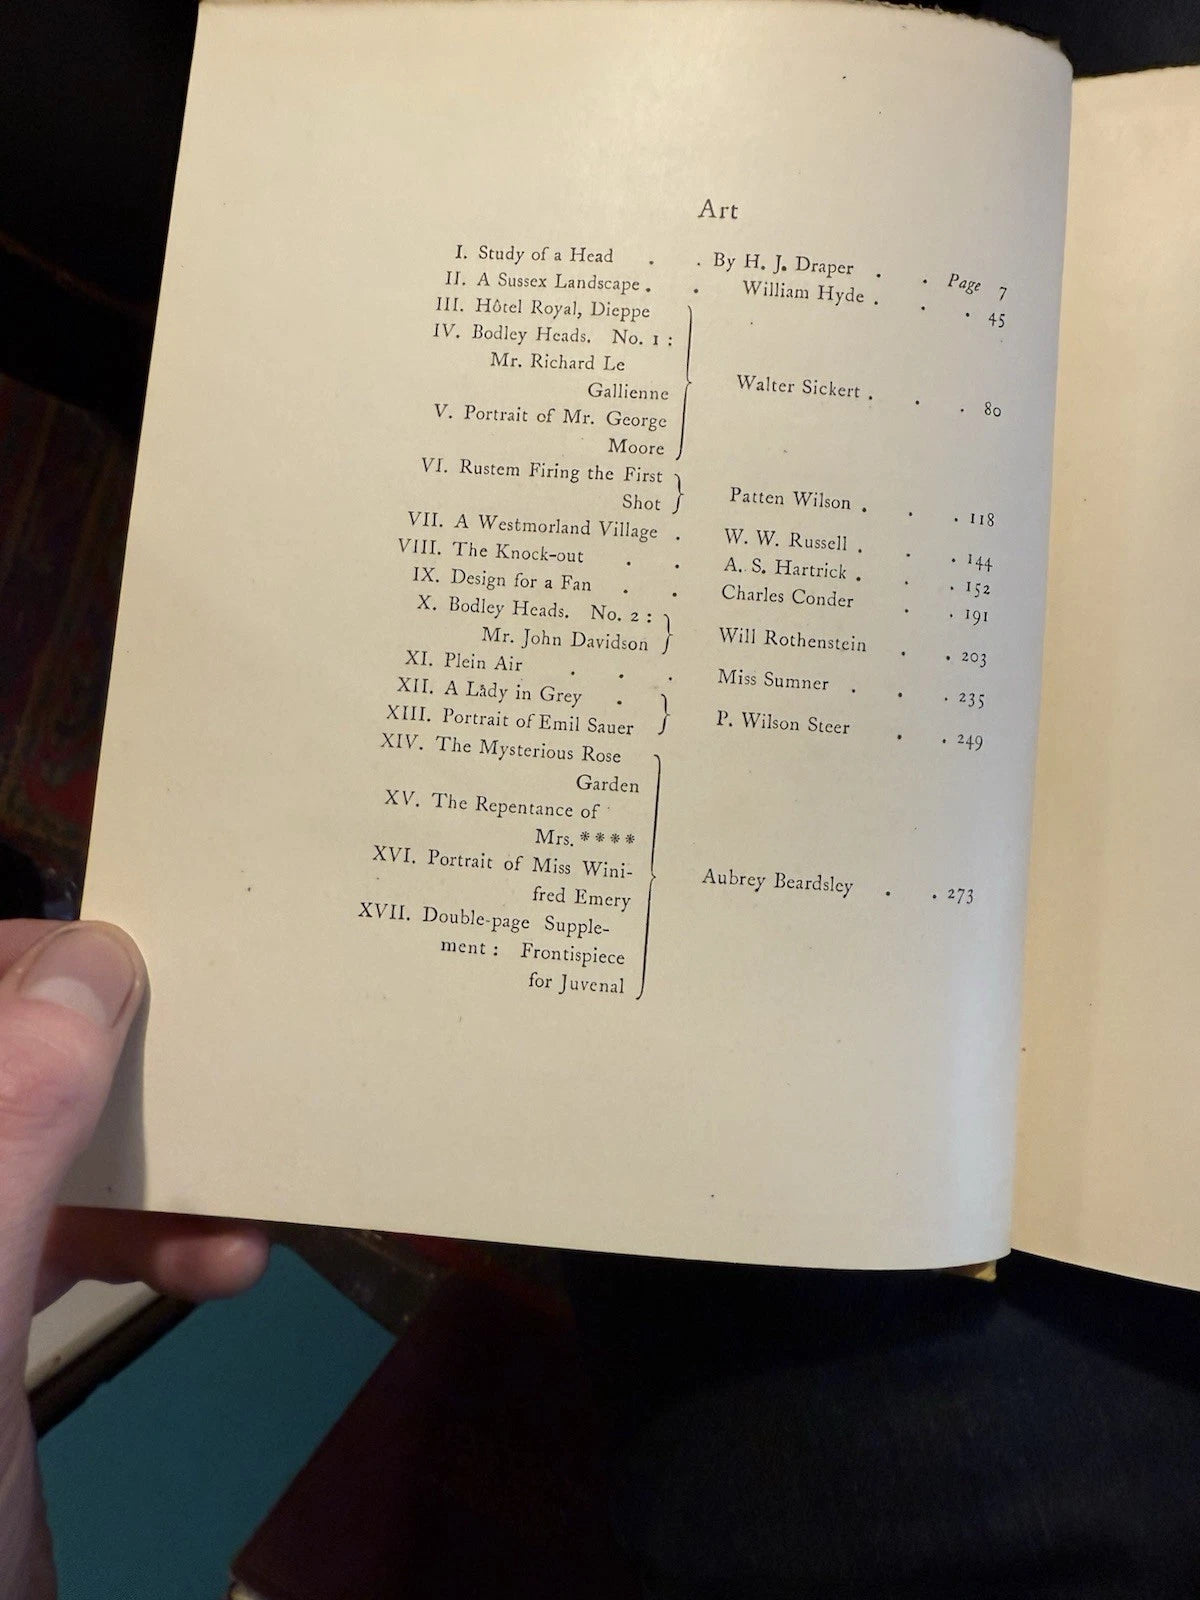 Art
I. Study of a Head . . By H. J. Draper . . Page 7
II. A Sussex Landscape . . William Hyde . . . 45
III. Hôtel Royal, Dieppe
IV. Bodley Heads. No. 1 :
Mr. Richard Le
Gallienne
Walter Sickert . . . 80
V. Portrait of Mr. George
Moore
VI. Rustem Firing the First
Shot
Patten Wilson . . . 118
VII. A Westmorland Village . W. W. Russell . . . 144
VIII. The Knock-out . . A. S. Hartrick . . . 152
IX. Design for a Fan . . Charles Conder . . 191
X. Bodley Heads. No. 2 :
Mr. John Davidson
Will Rothenstein . . 203
XI. Plein Air . . . Miss Sumner . . . 235
XII. A Lady in Grey .
XIII. Portrait of Emil Sauer
P. Wilson Steer . . 249
XIV. The Mysterious Rose
Garden
XV. The Repentance of
Mrs. ****
XVI. Portrait of Miss Wini-
fred Emery
Aubrey Beardsley . . 273
XVII. Double-page Supple-
ment : Frontispiece
for Juvenal